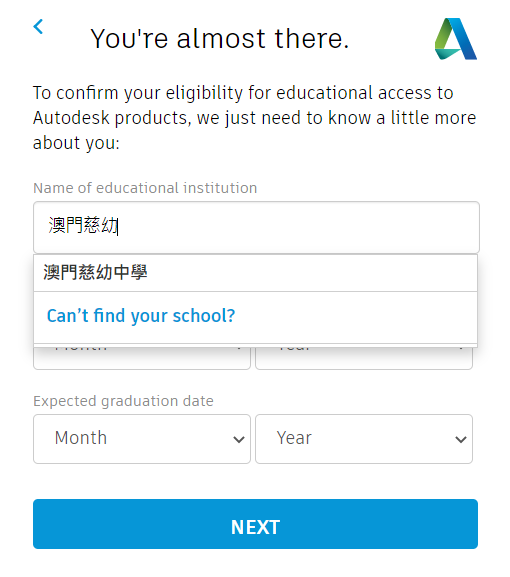 You're almost there.
To confirm your eligibility for educational access to
Autodesk products, we just need to know a little more
about you:
Name of educational institution
澳門慈幼
澳門慈幼中學
Can't find your school?
Month Year
Expected graduation date
Month Year
NEXT